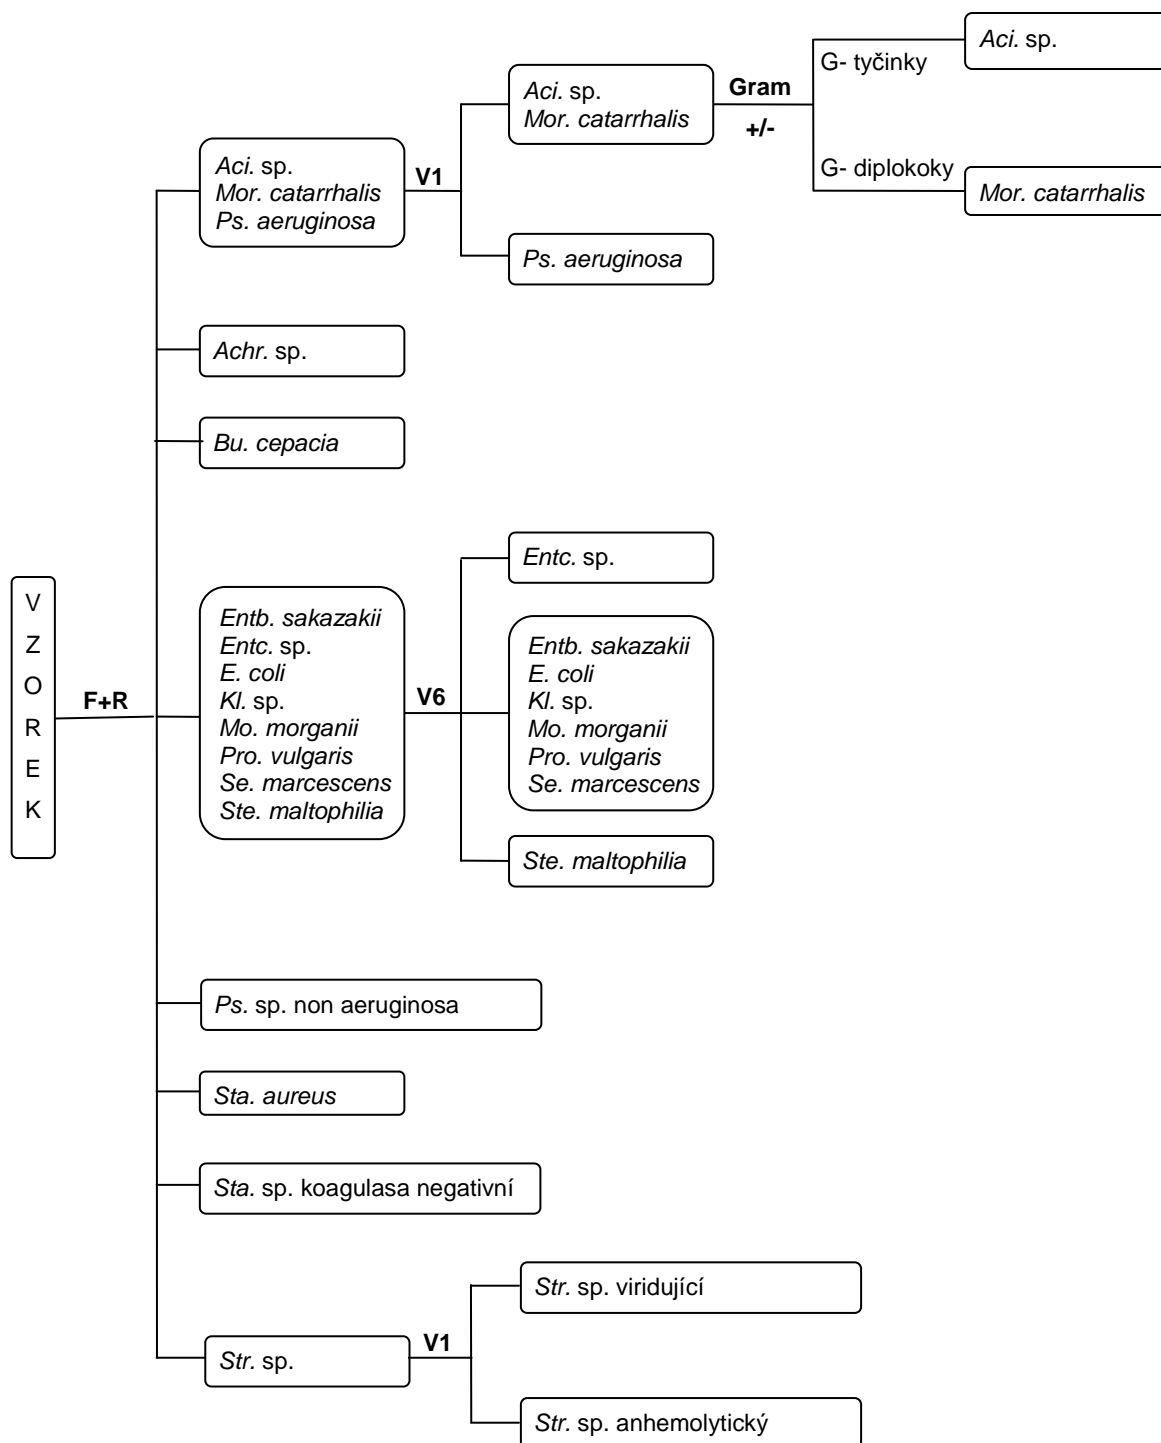 V
Z
O
R
E
K
F+R
Aci. sp.
Mor. catarrhalis
Ps. aeruginosa
V1
Aci. sp.
Mor. catarrhalis
Gram
+/-
G- tyčinky
Aci. sp.
G- diplokoky
Mor. catarrhalis
Ps. aeruginosa
Achr. sp.
Bu. cepacia
Entb. sakazakii
Entc. sp.
E. coli
Kl. sp.
Mo. morganii
Pro. vulgaris
Se. marcescens
Ste. maltophilia
V6
Entc. sp.
Entb. sakazakii
E. coli
Kl. sp.
Mo. morganii
Pro. vulgaris
Se. marcescens
Ste. maltophilia
Ps. sp. non aeruginosa
Sta. aureus
Sta. sp. koagulasa negativní
Str. sp.
V1
Str. sp. viridující
Str. sp. anhemolytický